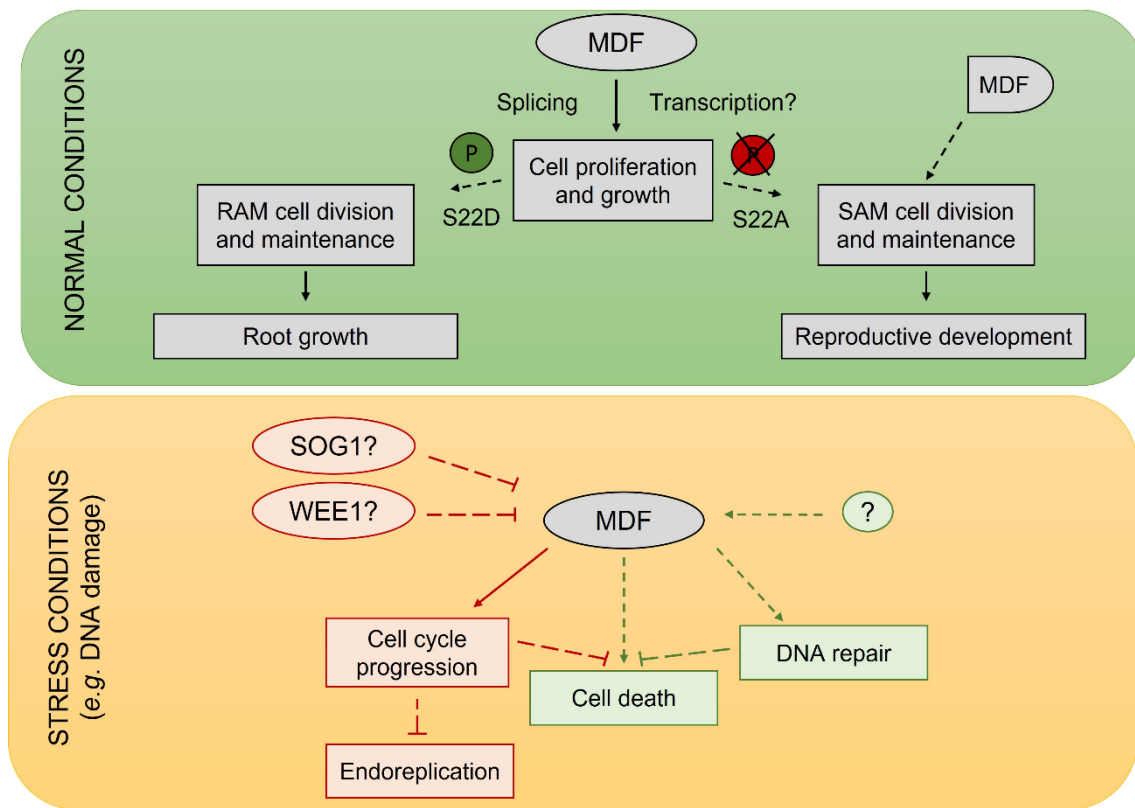 NORMAL CONDITIONS
MDF
Splicing
Transcription?
MDF
P
P
Cell proliferation
and growth
S22D
S22A
RAM cell division
and maintenance
SAM cell division
and maintenance
Root growth
Reproductive development
STRESS CONDITIONS
(e.g. DNA damage)
SOG1?
WEE1?
MDF
?
Cell cycle
progression
DNA repair
Cell death
Endoreplication